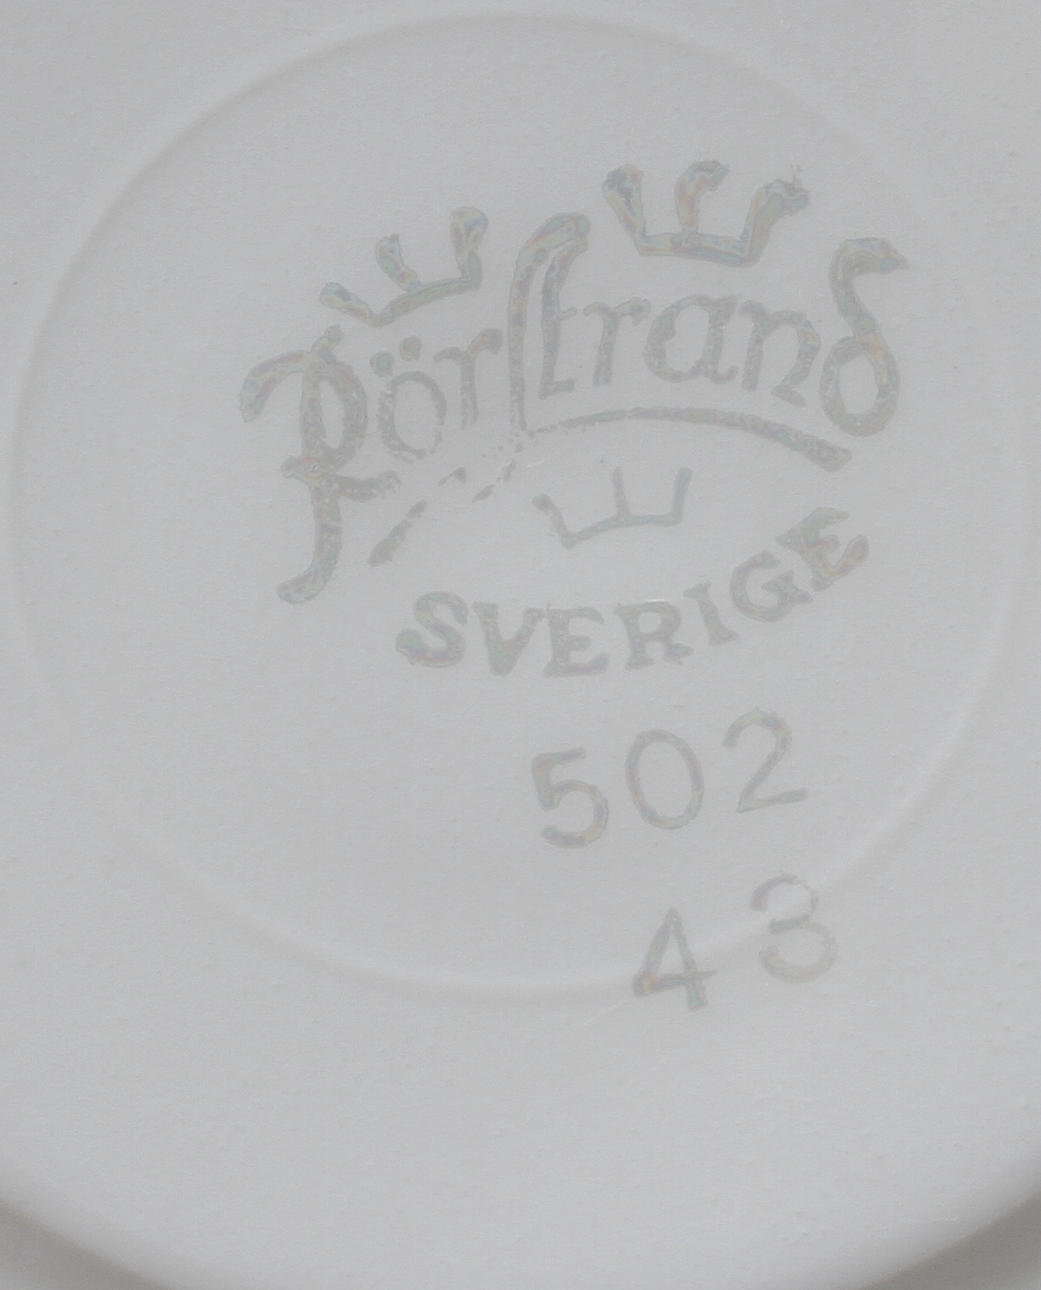 Rörstrand
SVERIGE
502
43